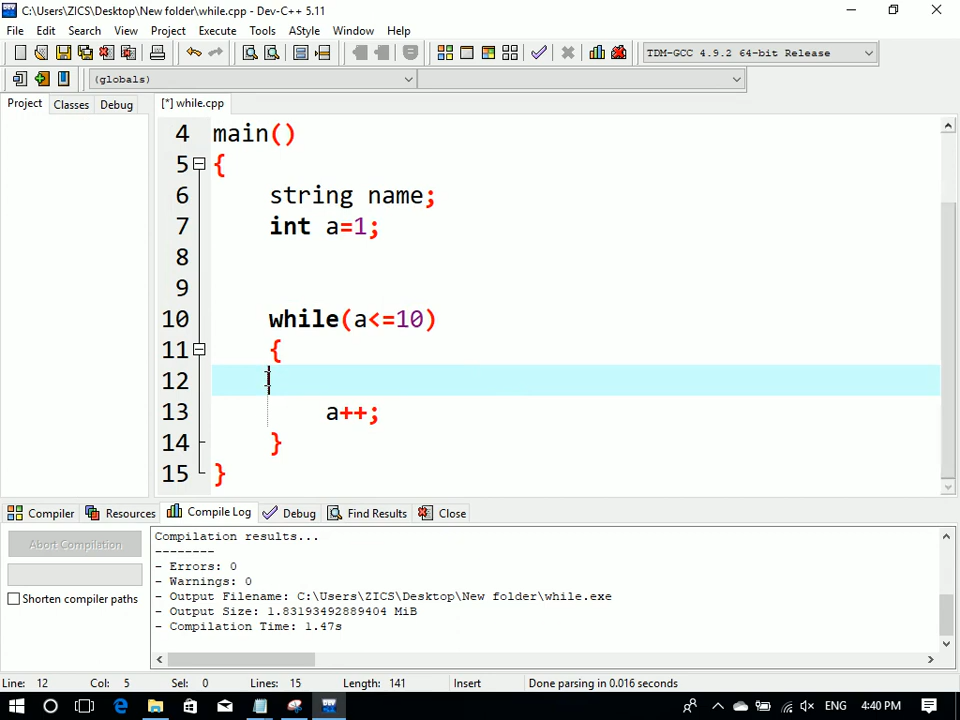 C:\Users\ZICS\Desktop\New folder\while.cpp - Dev-C++ 5.11
File Edit Search View Project Execute Tools AStyle Window Help
TDM-GCC 4.9.2 64-bit Release
(globals)
Project Classes Debug [*] while.cpp
4 main()
5 {
6 string name;
7 int a=1;
8
9
10 while(a<=10)
11 {
12
13 a++;
14 }
15 }
Compiler Resources Compile Log Debug Find Results Close
Abort Compilation
Shorten compiler paths
Compilation results...
--------
- Errors: 0
- Warnings: 0
- Output Filename: C:\Users\ZICS\Desktop\New folder\while.exe
- Output Size: 1.83193492889404 MiB
- Compilation Time: 1.47s
Line: 12 Col: 5 Sel: 0 Lines: 15 Length: 141 Insert Done parsing in 0.016 seconds
ENG 4:40 PM